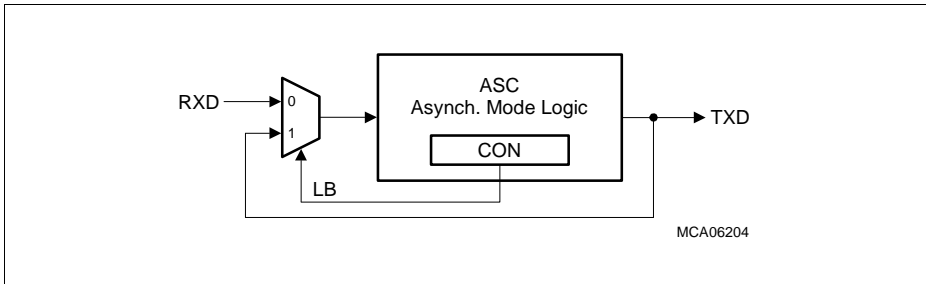 ASC
Asynch. Mode Logic
RXD
0
TXD
1
CON
LB
MCA06204